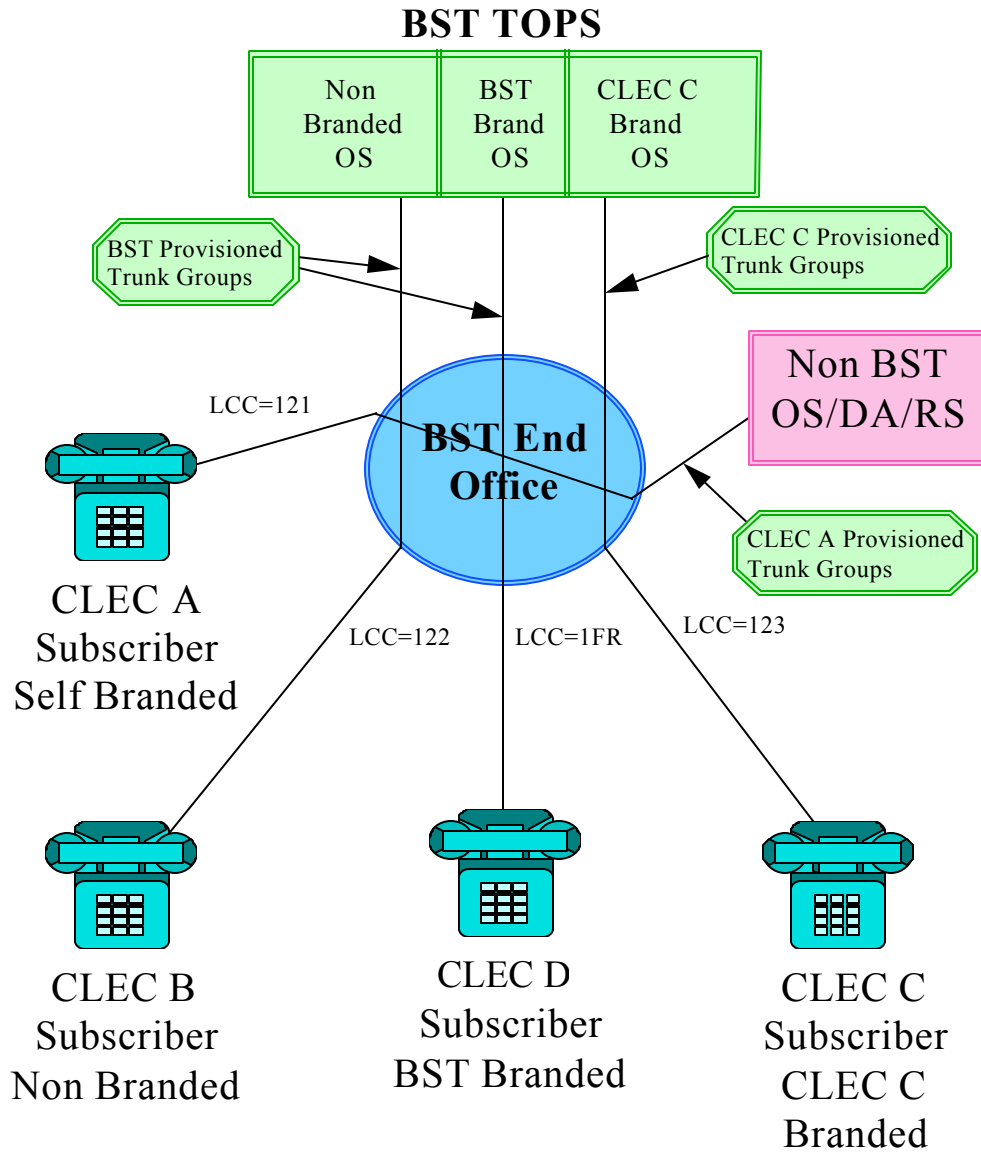 BST TOPS
Non
Branded
OS
BST
Brand
OS
CLEC C
Brand
OS
BST Provisioned
Trunk Groups
CLEC C Provisioned
Trunk Groups
Non BST
OS/DA/RS
LCC=121
BST End
Office
CLEC A Provisioned
Trunk Groups
CLEC A
Subscriber
Self Branded
LCC=122
LCC=1FR
LCC=123
CLEC B
Subscriber
Non Branded
CLEC D
Subscriber
BST Branded
CLEC C
Subscriber
CLEC C
Branded